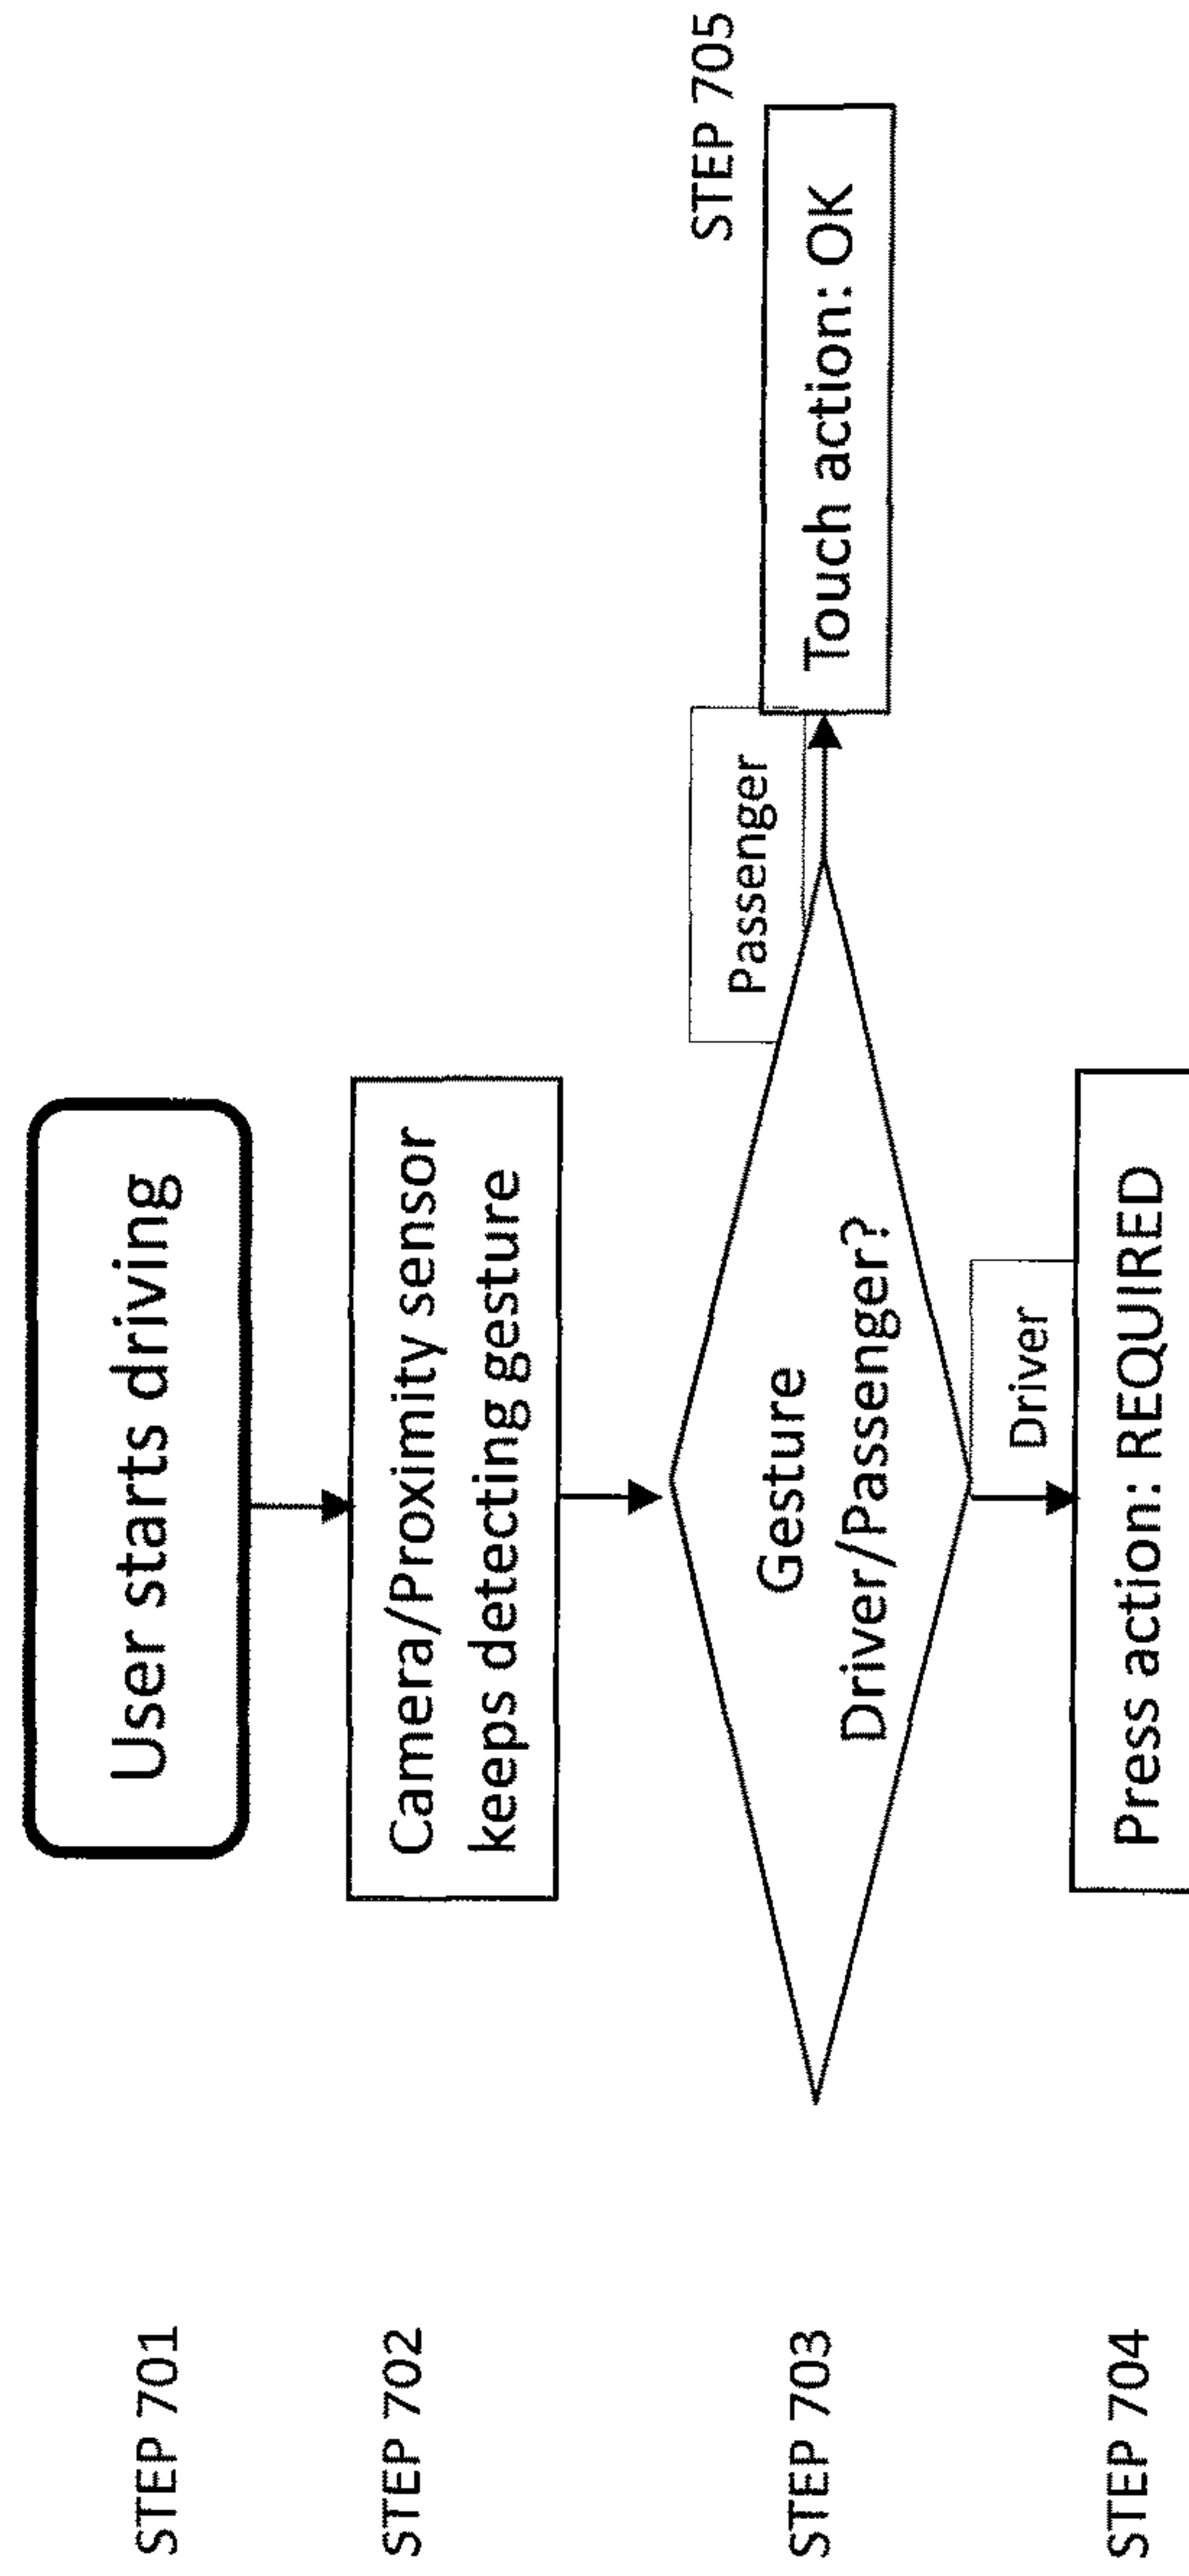 STEP 701
User starts driving
STEP 702
Camera/Proximity sensor
keeps detecting gesture
STEP 703
Gesture
Driver/Passenger?
Passenger
STEP 705
Touch action: OK
Driver
STEP 704
Press action: REQUIRED